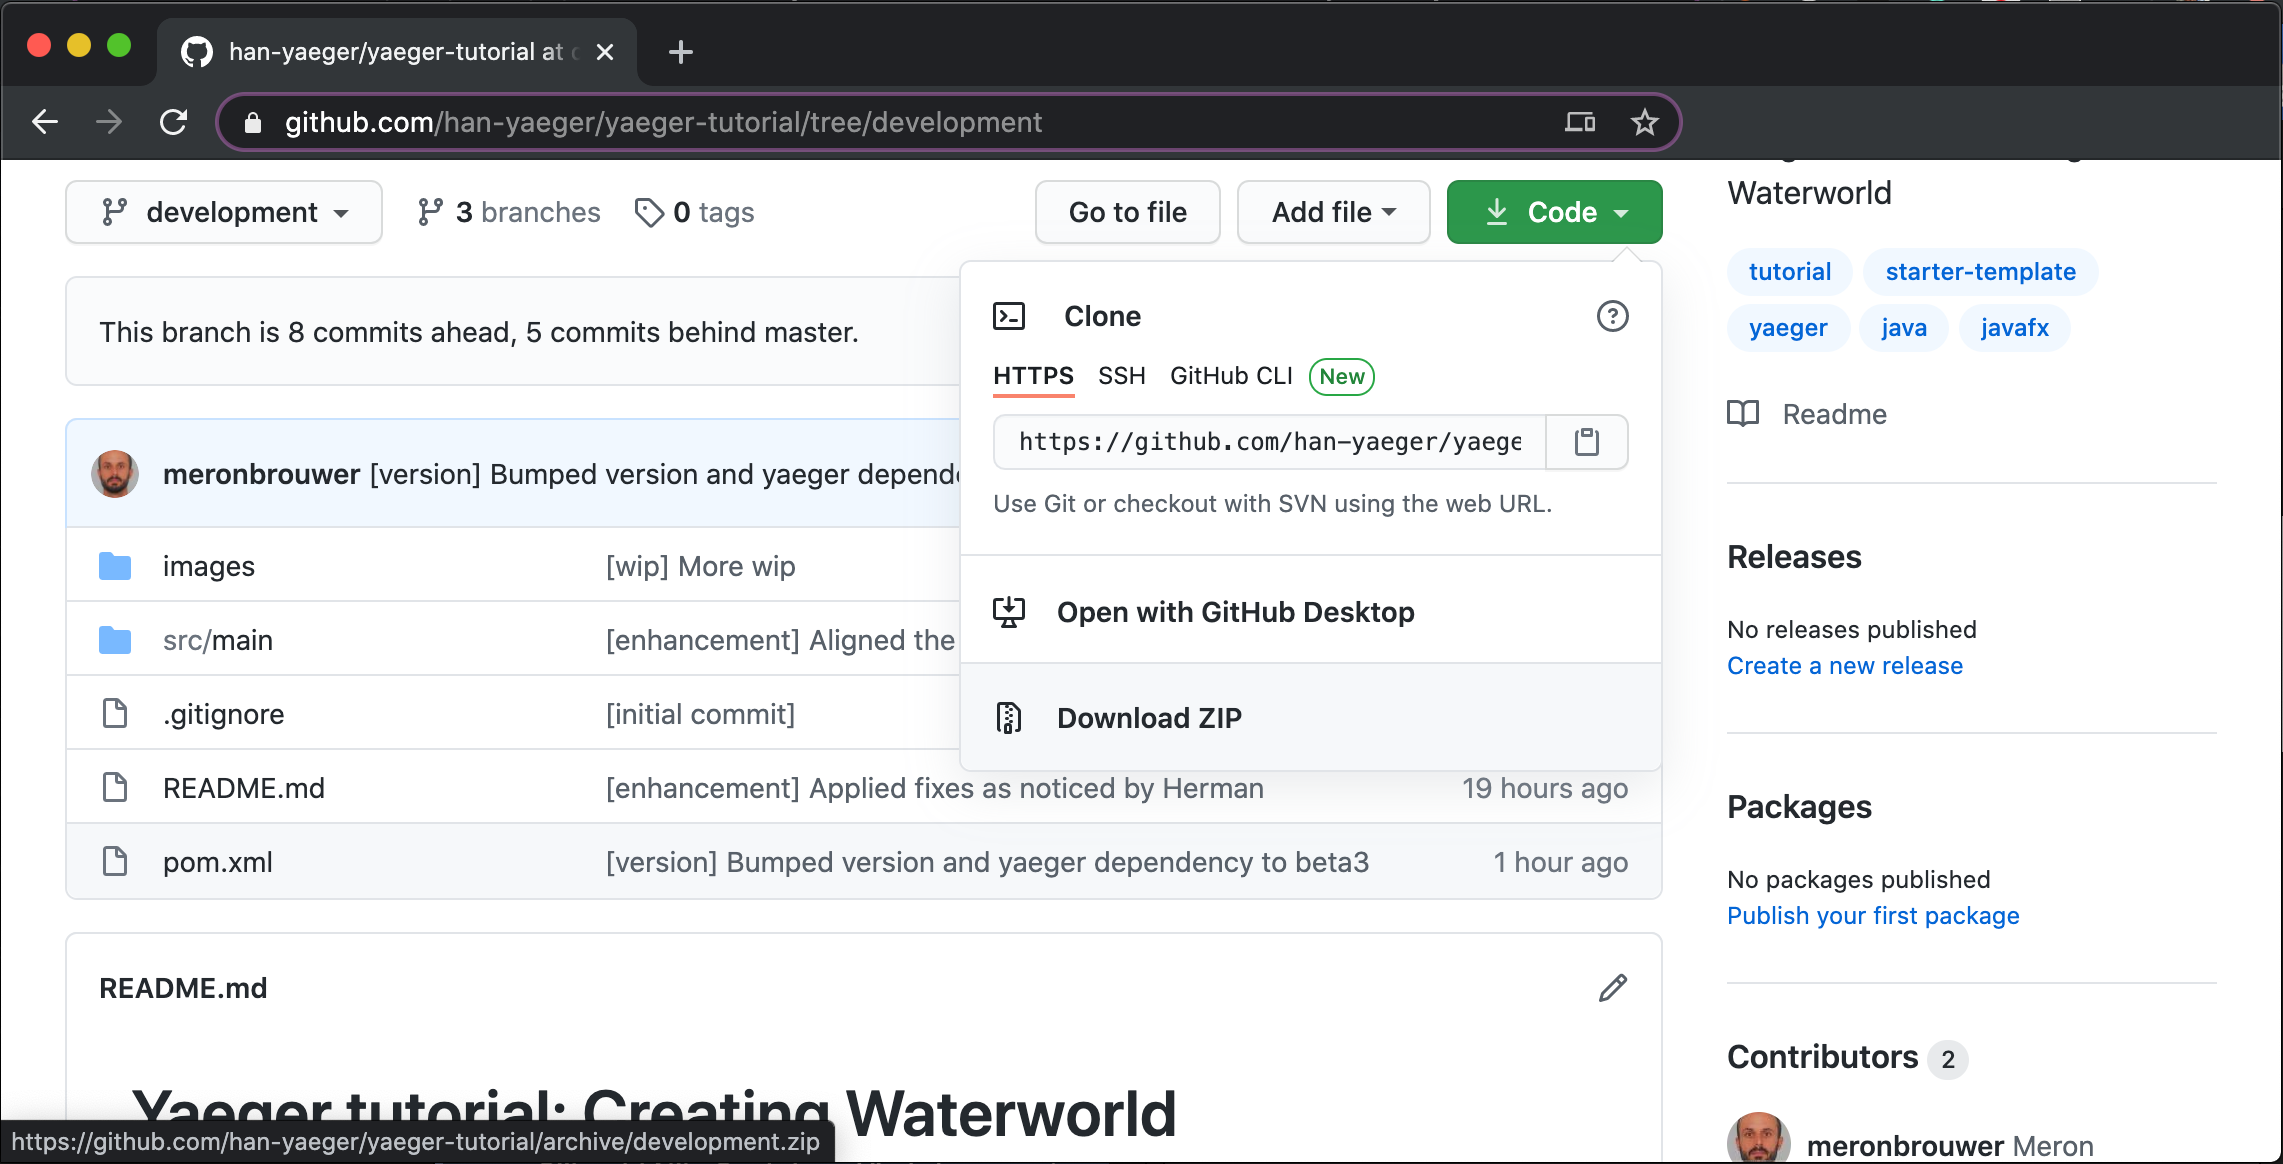 han-yaeger/yaeger-tutorial at
github.com/han-yaeger/yaeger-tutorial/tree/development
development
3 branches
0 tags
Go to file
Add file
Code
This branch is 8 commits ahead, 5 commits behind master.
meronbrouwer [version] Bumped version and yaeger depende
images [wip] More wip
src/main [enhancement] Aligned the
.gitignore [initial commit]
README.md [enhancement] Applied fixes as noticed by Herman 19 hours ago
pom.xml [version] Bumped version and yaeger dependency to beta3 1 hour ago
Clone
HTTPS SSH GitHub CLI New
https://github.com/han-yaeger/yaege
Use Git or checkout with SVN using the web URL.
Open with GitHub Desktop
Download ZIP
README.md
Yaeger tutorial: Creating Waterworld
https://github.com/han-yaeger/yaeger-tutorial/archive/development.zip
Waterworld
tutorial starter-template
yaeger java javafx
Readme
Releases
No releases published
Create a new release
Packages
No packages published
Publish your first package
Contributors 2
meronbrouwer Meron